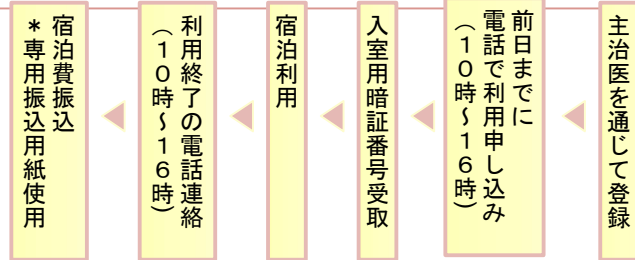 主治医を通じて登録
前日までに
電話で利用申し込み
（１０時～１６時）
入室用暗証番号受取
宿泊利用
利用終了の電話連絡
（１０時～１６時）
宿泊費振込
＊専用振込用紙使用